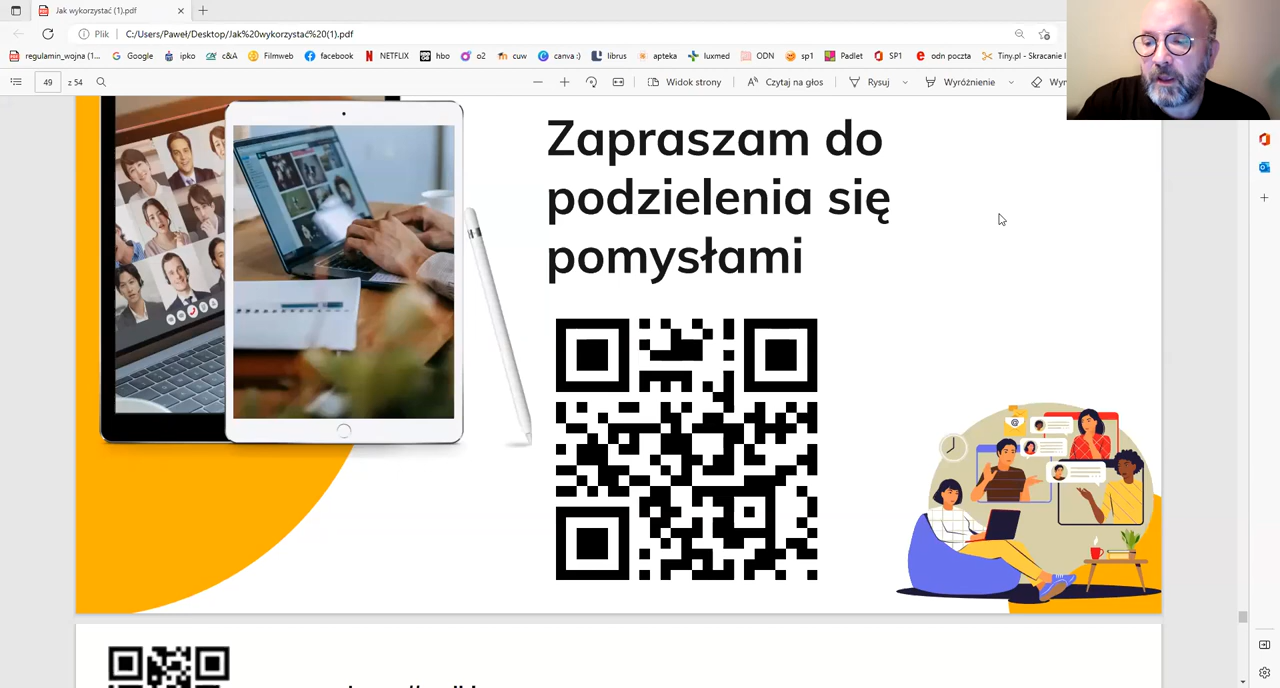 Jak wykorzystać (1).pdf
Plik
C:/Users/Paweł/Desktop/Jak%20wykorzystać%20(1).pdf
regulamin_wojna (1...
Google
ipko
c&A
Filmweb
facebook
NETFLIX
hbo
o2
cuw
canva :)
librus
apteka
luxmed
ODN
sp1
Padlet
SP1
odn poczta
Tiny.pl - Skracanie l
49
z 54
Widok strony
Czytaj na głos
Rysuj
Wyróżnienie
Zapraszam do
podzielenia się
pomysłami
@